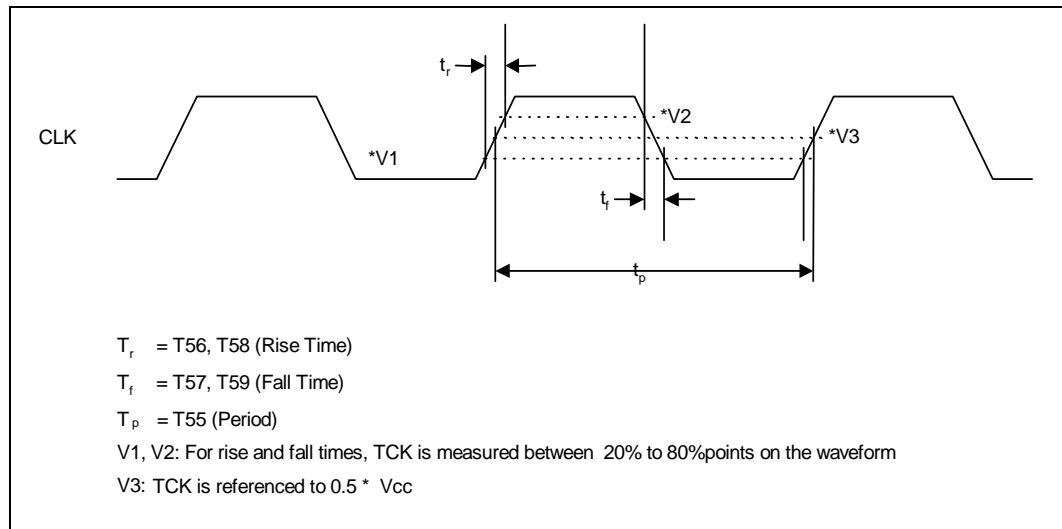 t_r
*V2
CLK
*V3
*V1
t_f
t_p
T_r = T56, T58 (Rise Time)
T_f = T57, T59 (Fall Time)
T_p = T55 (Period)
V1, V2: For rise and fall times, TCK is measured between 20% to 80%points on the waveform
V3: TCK is referenced to 0.5 * Vcc